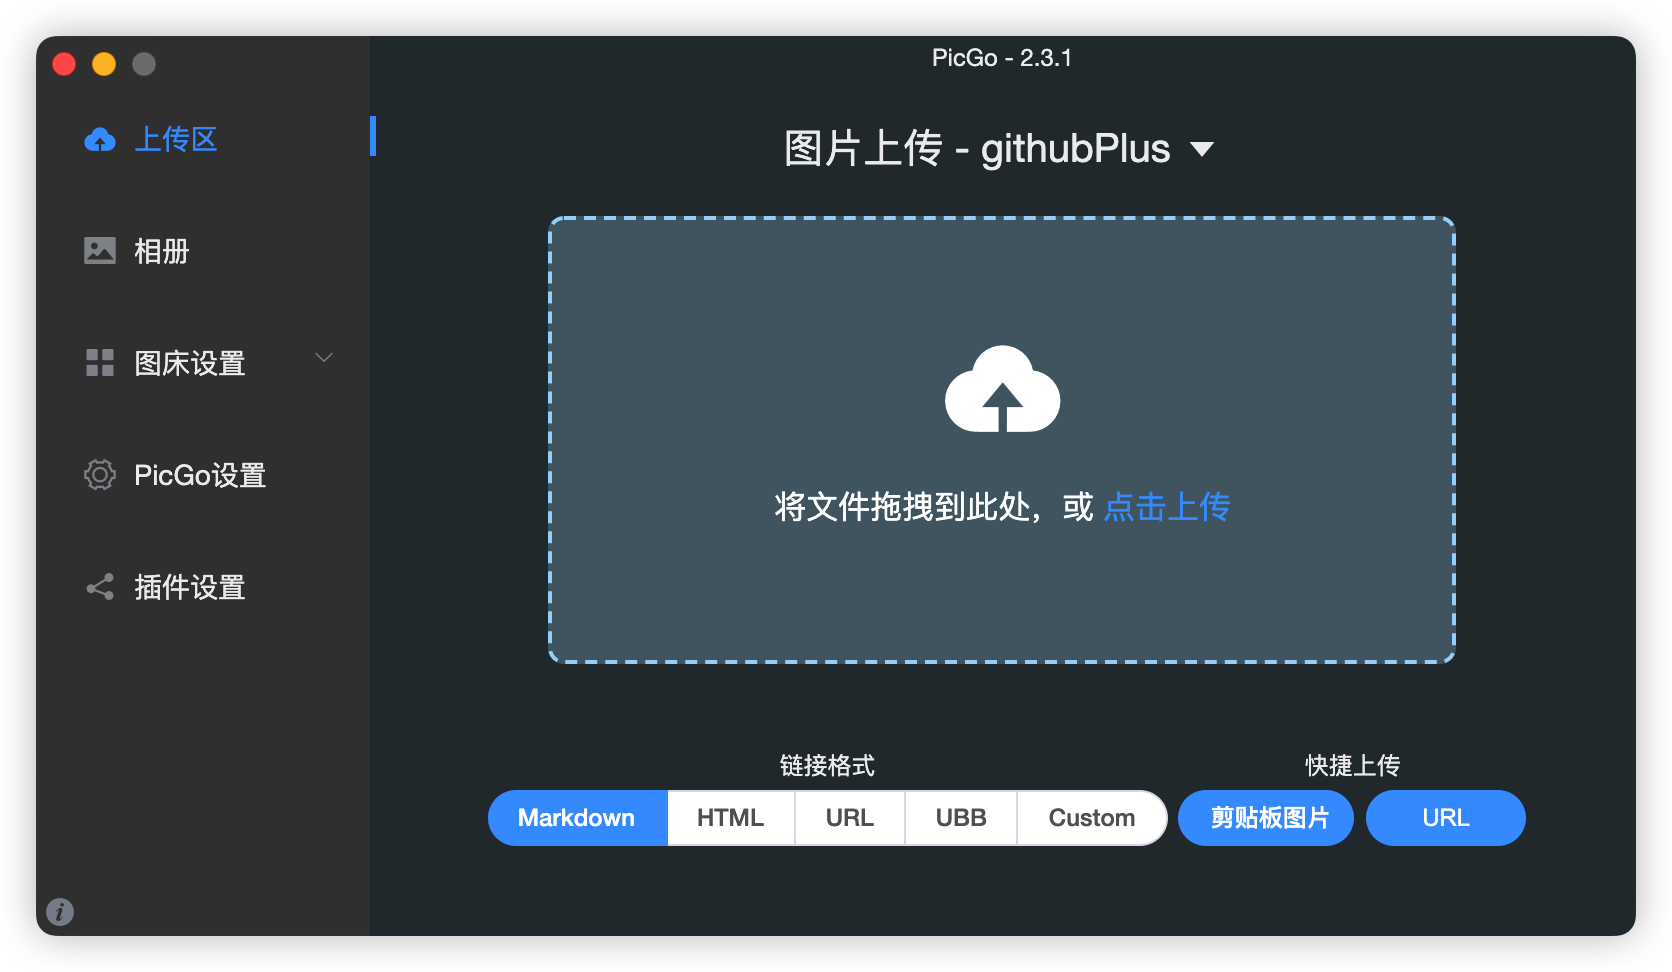 PicGo - 2.3.1
上传区
相册
图床设置
PicGo设置
插件设置
图片上传 - githubPlus
将文件拖拽到此处，或 点击上传
链接格式
Markdown HTML URL UBB Custom
快捷上传
剪贴板图片 URL
i